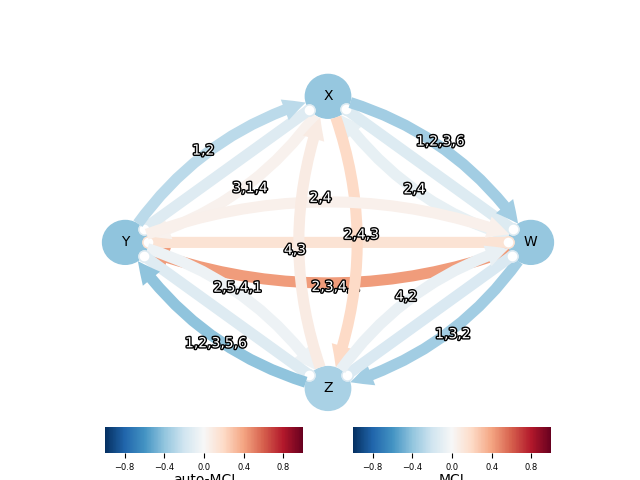 X
1,2
1,2,3,6
3,1,4
2,4
2,4
2,4,3
Y
W
4,3
2,5,4,1
2,3,4,
4,2
1,2,3,5,6
1,3,2
Z
−0.8 −0.4 0.0 0.4 0.8
−0.8 −0.4 0.0 0.4 0.8
auto-MCI
MCI